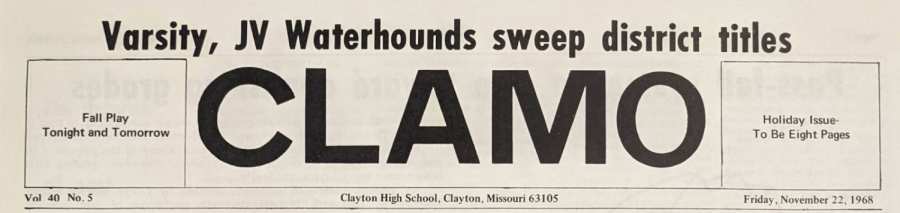 Varsity, JV Waterhounds sweep district titles
Fall Play
Tonight and Tomorrow
CLAMO
Holiday Issue-
To Be Eight Pages
Vol 40 No. 5
Clayton High School, Clayton, Missouri 63105
Friday, November 22, 1968